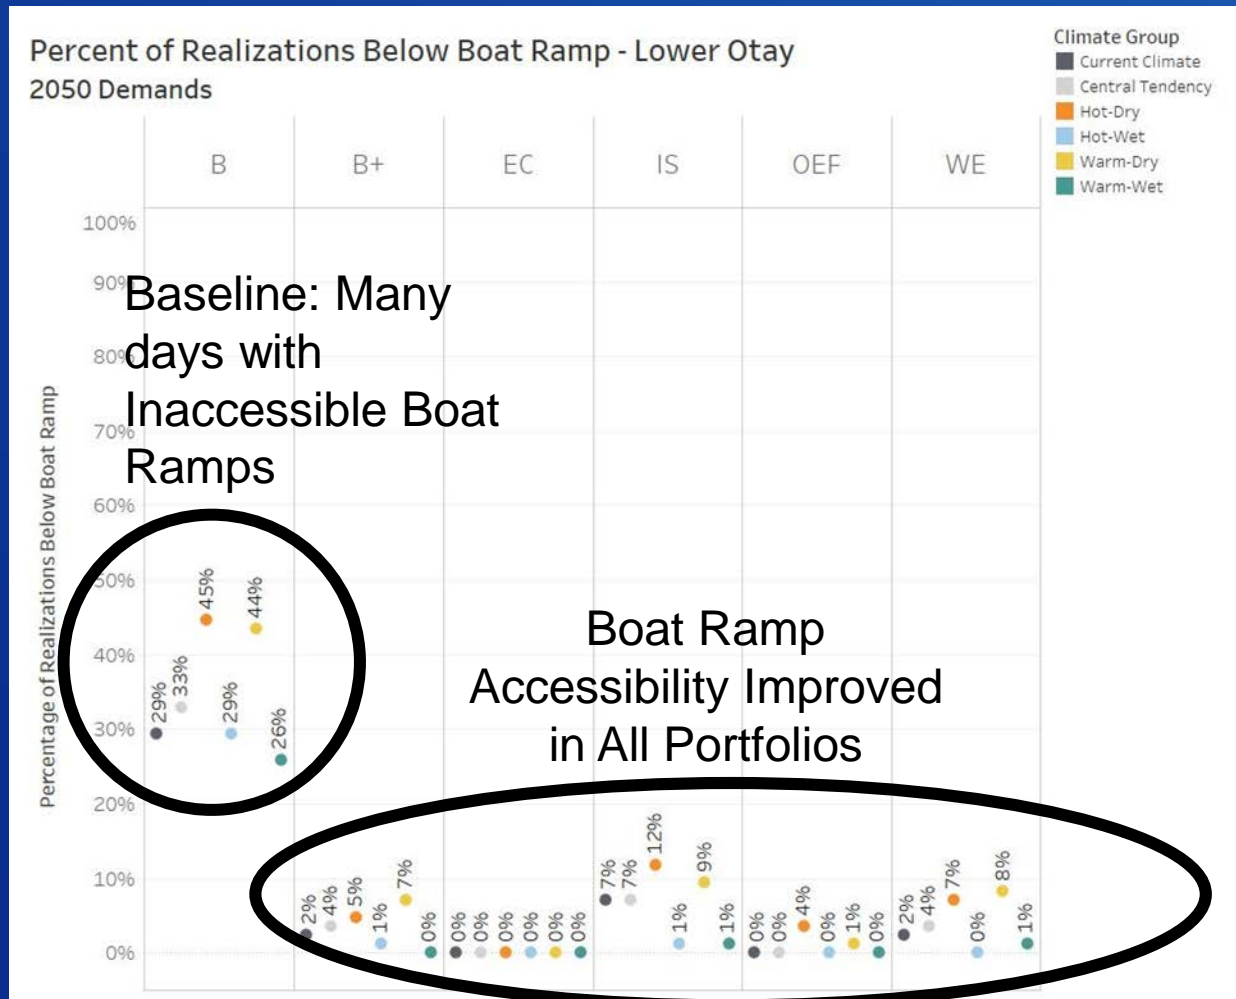 Percent of Realizations Below Boat Ramp - Lower Otay
2050 Demands
Climate Group
Current Climate
Central Tendency
Hot-Dry
Hot-Wet
Warm-Dry
Warm-Wet
B B+ EC IS OEF WE
Percentage of Realizations Below Boat Ramp
100%
90%
80%
70%
60%
50%
40%
30%
20%
10%
0%
Baseline: Many
days with
Inaccessible Boat
Ramps
29% 33% 45% 29% 44% 26%
Boat Ramp
Accessibility Improved
in All Portfolios
2% 4% 5% 1% 7% 0% 0% 0% 0% 0% 0% 0% 7% 7% 12% 1% 9% 1% 0% 0% 4% 0% 1% 0% 2% 4% 7% 0% 8% 1%